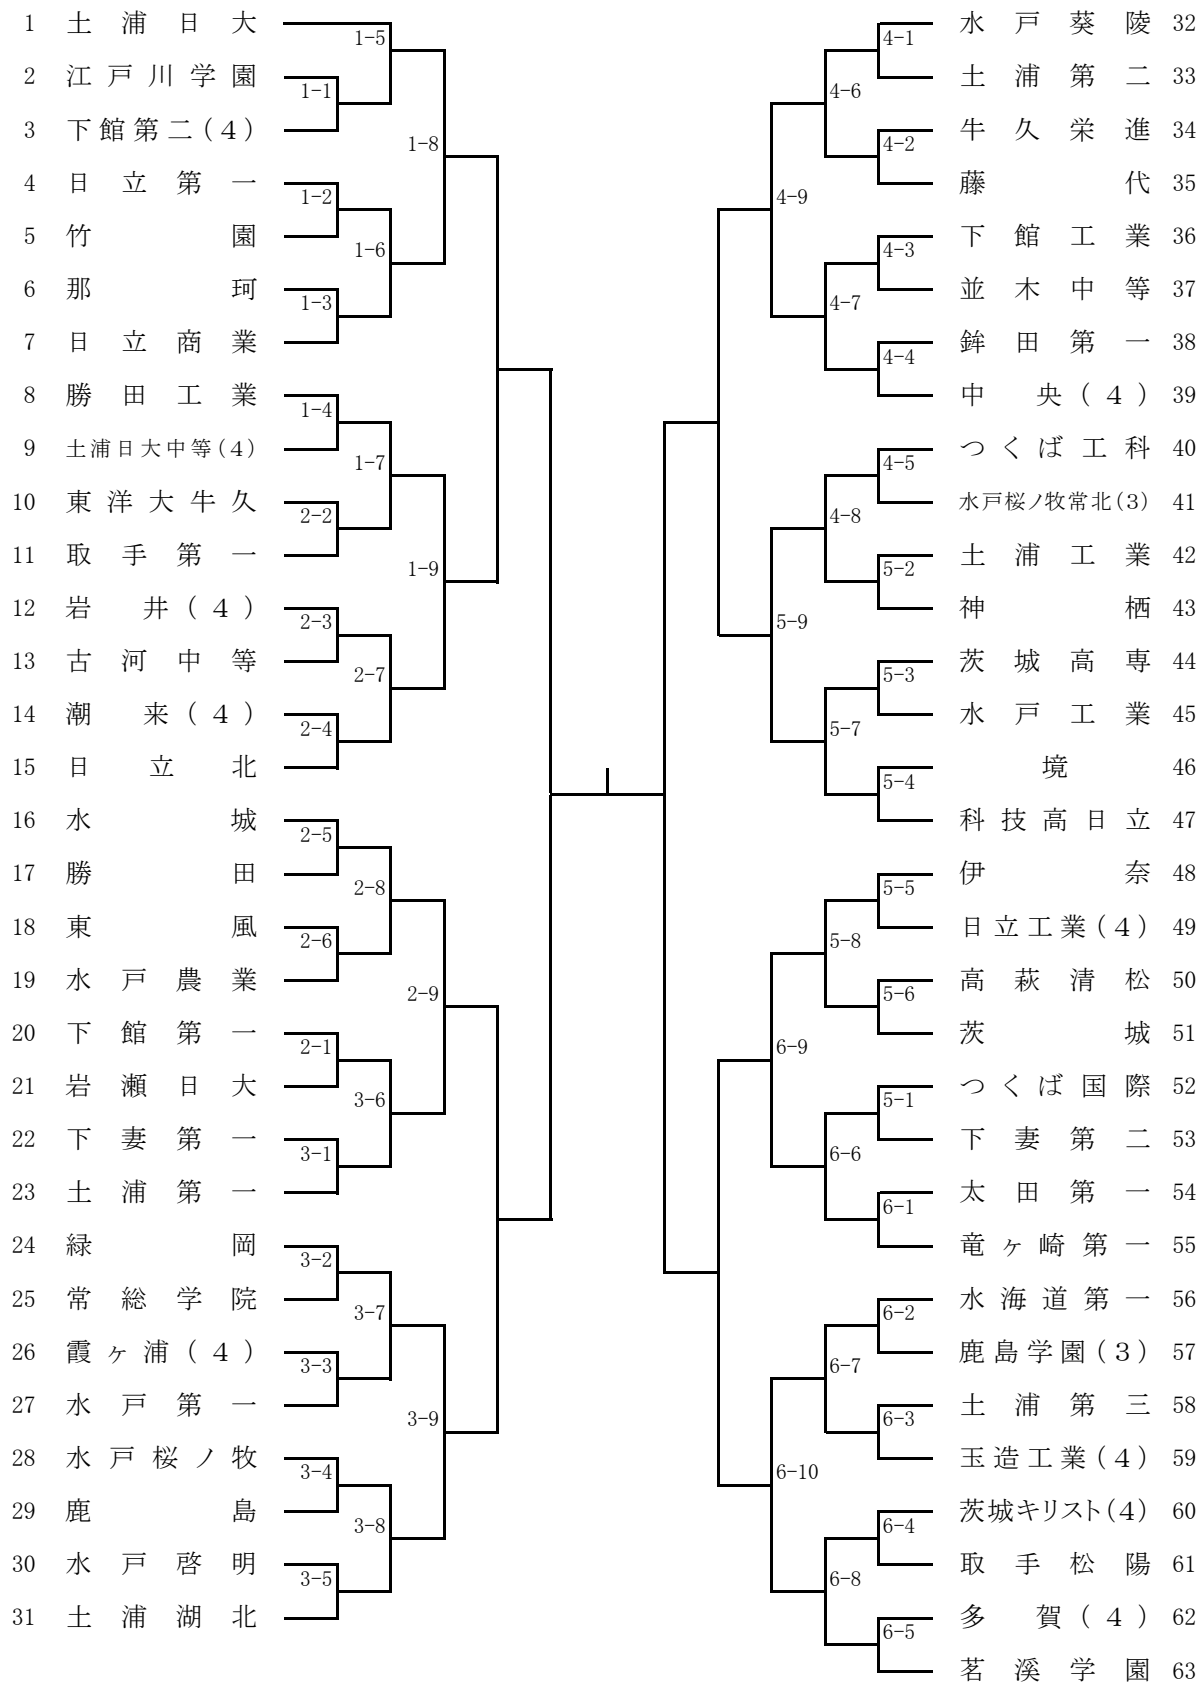 1 土浦日大
1-5
2 江戸川学園
1-1
3 下館第二(4)
1-8
4 日立第一
1-2
5 竹園
1-6
6 那珂
1-3
7 日立商業
8 勝田工業
1-4
9 土浦日大中等(4)
1-7
10 東洋大牛久
2-2
11 取手第一
1-9
12 岩井(4)
2-3
13 古河中等
2-7
14 潮来(4)
2-4
15 日立北
16 水城
2-5
17 勝田
2-8
18 東風
2-6
19 水戸農業
2-9
20 下館第一
2-1
21 岩瀬日大
3-6
22 下妻第一
3-1
23 土浦第一
24 緑岡
3-2
25 常総学院
3-7
26 霞ヶ浦(4)
3-3
27 水戸第一
3-9
28 水戸桜ノ牧
3-4
29 鹿島
3-8
30 水戸啓明
3-5
31 土浦湖北
水戸葵陵 32
4-1
土浦第二 33
4-6
牛久栄進 34
4-2
藤代 35
4-9
下館工業 36
4-3
並木中等 37
4-7
鉾田第一 38
4-4
中央(4) 39
つくば工科 40
4-5
水戸桜ノ牧常北(3) 41
4-8
土浦工業 42
5-2
神栖 43
5-9
茨城高専 44
5-3
水戸工業 45
5-7
境 46
5-4
科技高日立 47
伊奈 48
5-5
日立工業(4) 49
5-8
高萩清松 50
5-6
茨城 51
6-9
つくば国際 52
5-1
下妻第二 53
6-6
太田第一 54
6-1
竜ヶ崎第一 55
水海道第一 56
6-2
鹿島学園(3) 57
6-7
土浦第三 58
6-3
玉造工業(4) 59
6-10
茨城キリスト(4) 60
6-4
取手松陽 61
6-8
多賀(4) 62
6-5
茗溪学園 63